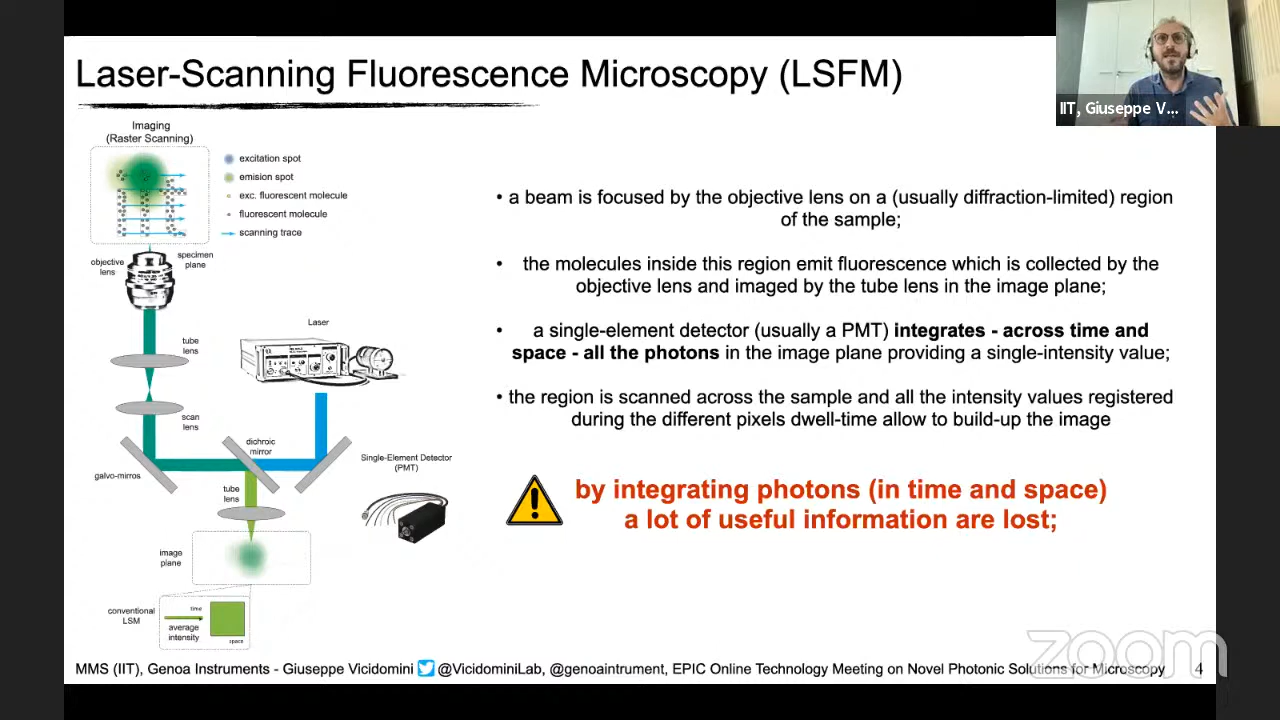 Laser-Scanning Fluorescence Microscopy (LSFM)
IIT, Giuseppe V...
Imaging
(Raster Scanning)
excitation spot
emision spot
exc. fluorescent molecule
fluorescent molecule
scanning trace
objective
lens
specimen
plane
tube
lens
Laser
scan
lens
dichroic
mirror
galvo-mirros
Single-Element Detector
(PMT)
tube
lens
image
plane
conventional
LSM
time
average
intensity
space
• a beam is focused by the objective lens on a (usually diffraction-limited) region
of the sample;
• the molecules inside this region emit fluorescence which is collected by the
objective lens and imaged by the tube lens in the image plane;
• a single-element detector (usually a PMT) integrates - across time and
space - all the photons in the image plane providing a single-intensity value;
• the region is scanned across the sample and all the intensity values registered
during the different pixels dwell-time allow to build-up the image
by integrating photons (in time and space)
a lot of useful information are lost;
zoom
MMS (IIT), Genoa Instruments - Giuseppe Vicidomini @VicidominiLab, @genoaintrument, EPIC Online Technology Meeting on Novel Photonic Solutions for Microscopy 4